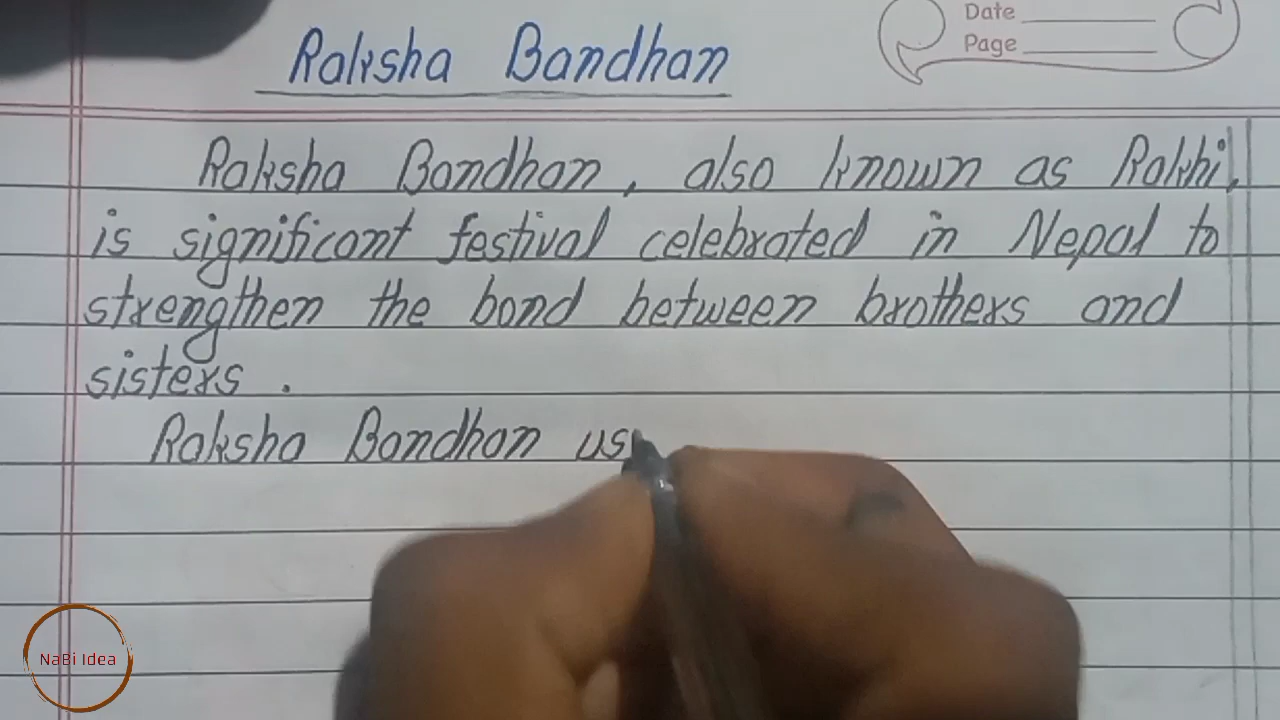 Raksha Bandhan
Date
Page
Raksha Bandhan, also known as Rakhi,
is significant festival celebrated in Nepal to
strengthen the bond between brothers and
sisters.
Raksha Bandhan us
NaBi Idea